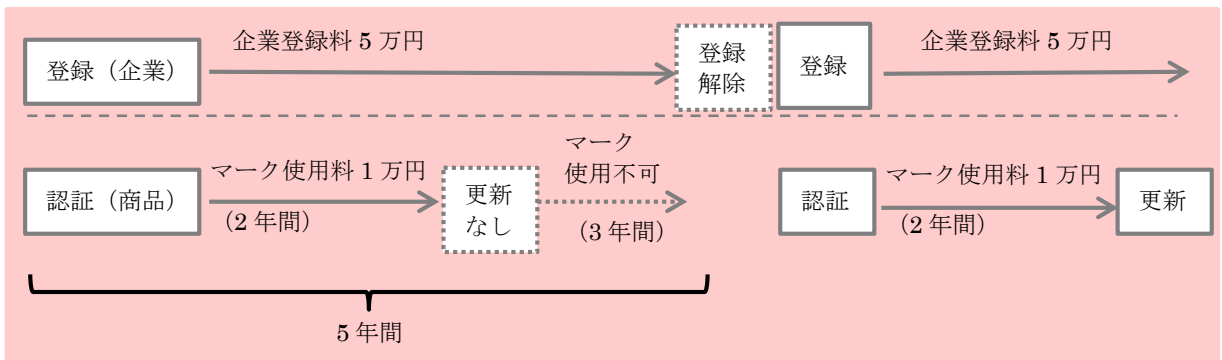 登録（企業）
企業登録料 5 万円
登録
解除
登録
企業登録料 5 万円
認証（商品）
マーク使用料 1 万円
（2 年間）
更新
なし
マーク
使用不可
（3 年間）
認証
マーク使用料 1 万円
（2 年間）
更新
5 年間